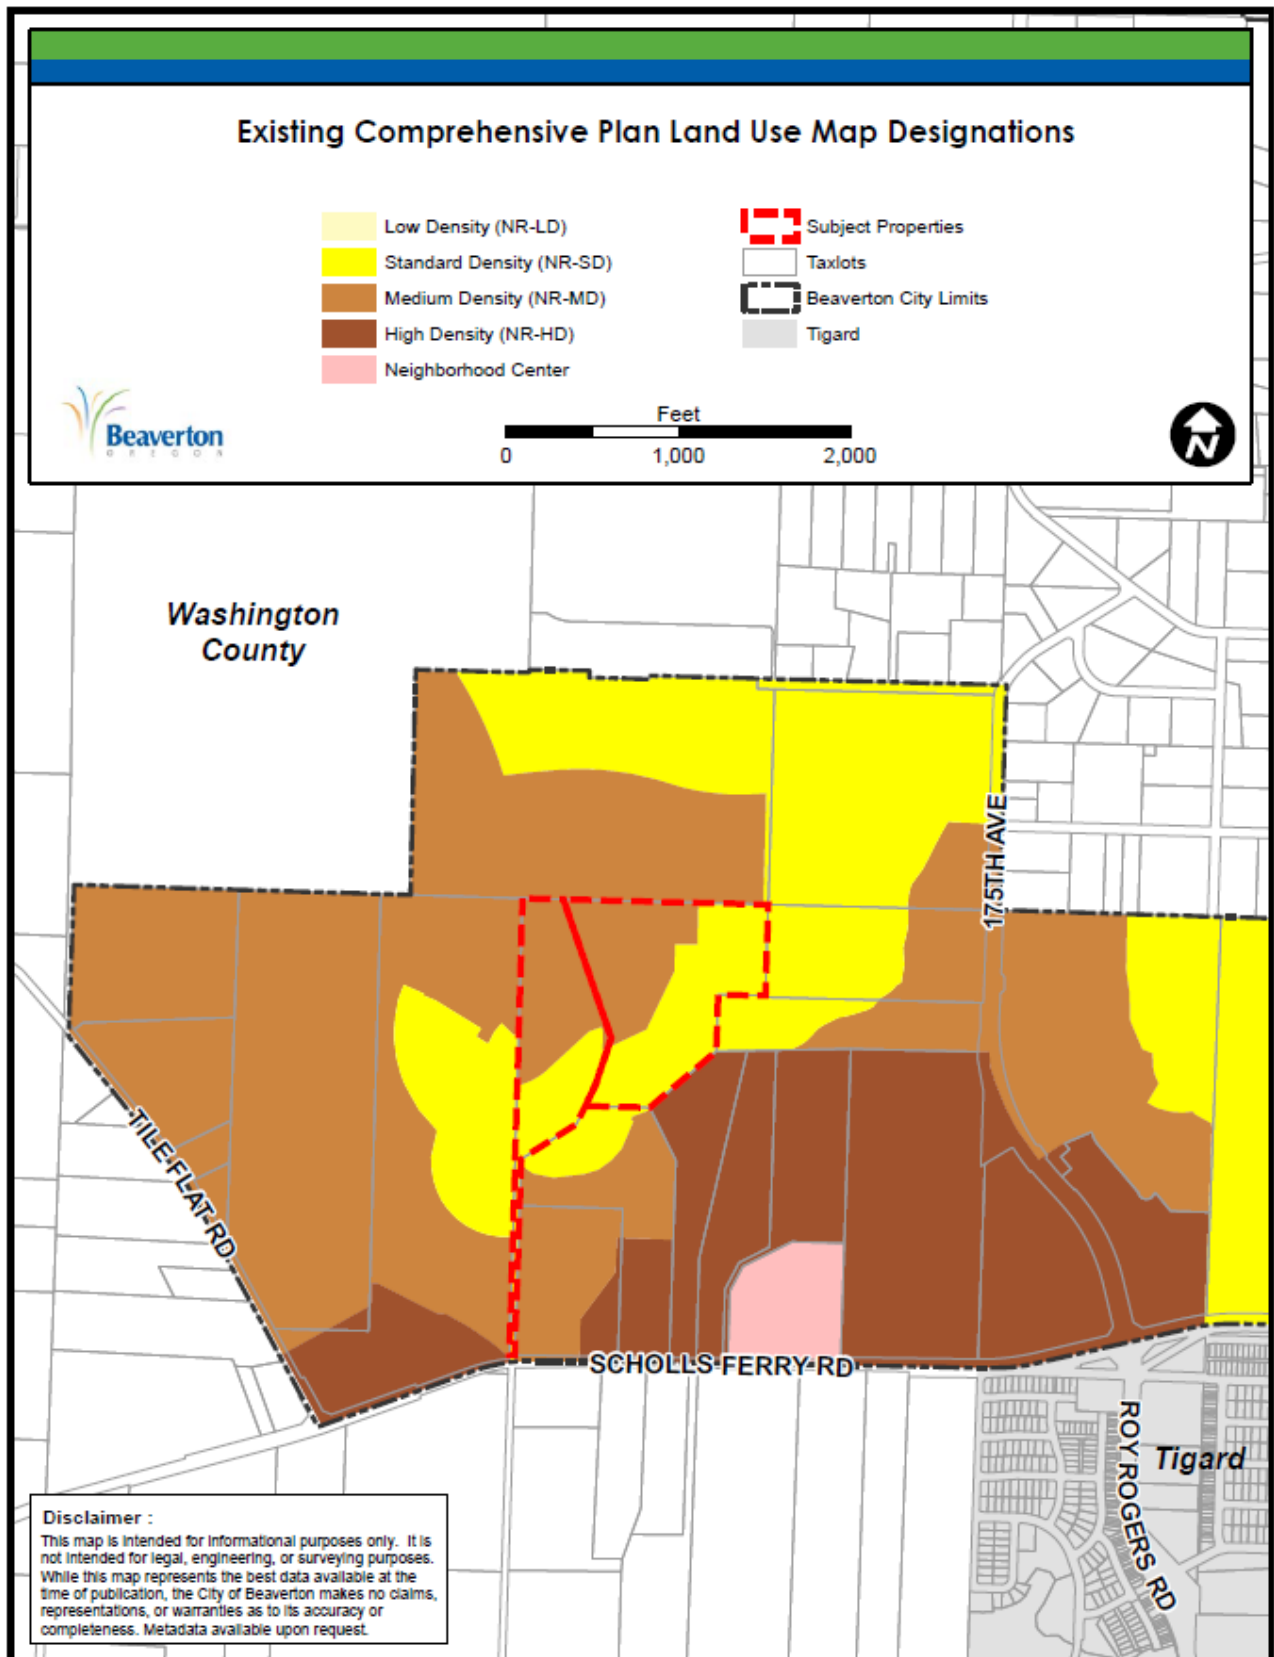 Existing Comprehensive Plan Land Use Map Designations
Low Density (NR-LD)
Standard Density (NR-SD)
Medium Density (NR-MD)
High Density (NR-HD)
Neighborhood Center
Subject Properties
Taxlots
Beaverton City Limits
Tigard
Beaverton
OREGON
Feet
0 1,000 2,000
N
Washington
County
175TH AVE
TILE FLAT RD
SCHOLLS FERRY RD
ROY ROGERS RD
Tigard
Disclaimer :
This map is intended for informational purposes only. It is
not intended for legal, engineering, or surveying purposes.
While this map represents the best data available at the
time of publication, the City of Beaverton makes no claims,
representations, or warranties as to its accuracy or
completeness. Metadata available upon request.